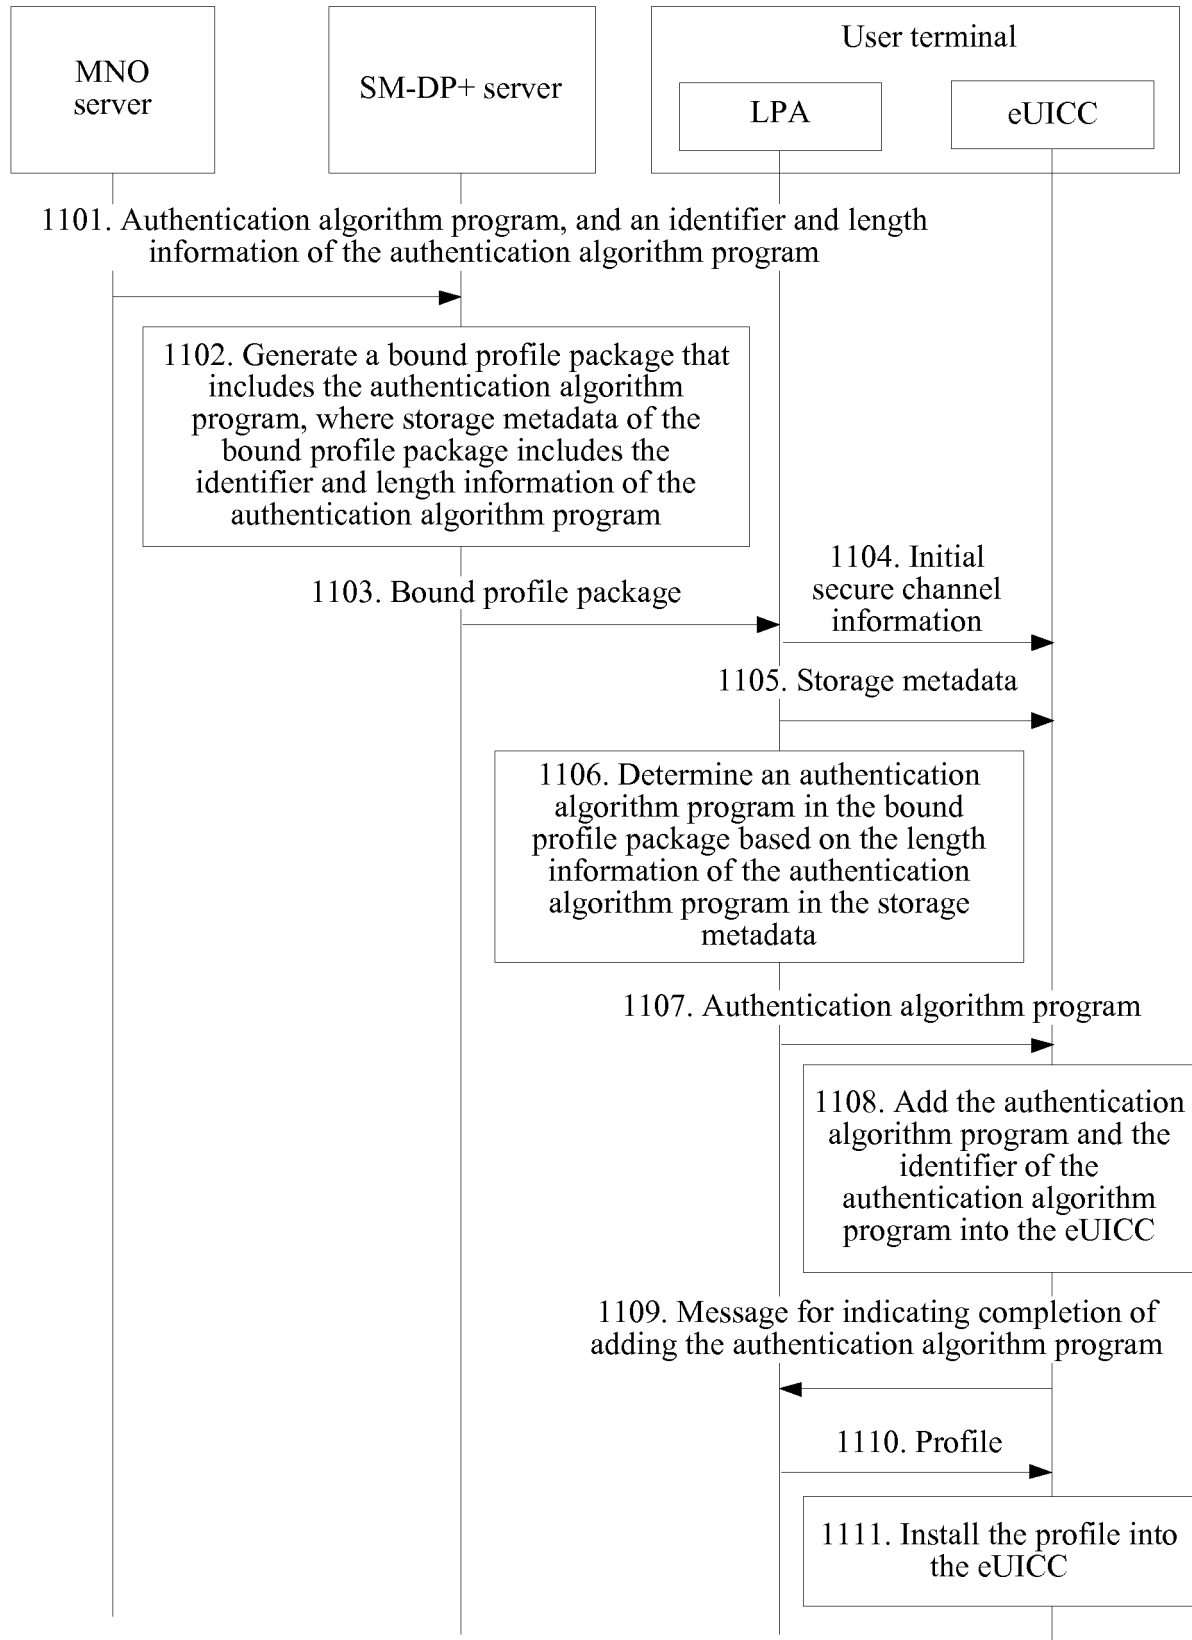 MNO
server
SM-DP+ server
User terminal
LPA
eUICC
1101. Authentication algorithm program, and an identifier and length
information of the authentication algorithm program
1102. Generate a bound profile package that
includes the authentication algorithm
program, where storage metadata of the
bound profile package includes the
identifier and length information of the
authentication algorithm program
1103. Bound profile package
1104. Initial
secure channel
information
1105. Storage metadata
1106. Determine an authentication
algorithm program in the bound
profile package based on the length
information of the authentication
algorithm program in the storage
metadata
1107. Authentication algorithm program
1108. Add the authentication
algorithm program and the
identifier of the
authentication algorithm
program into the eUICC
1109. Message for indicating completion of
adding the authentication algorithm program
1110. Profile
1111. Install the profile into
the eUICC